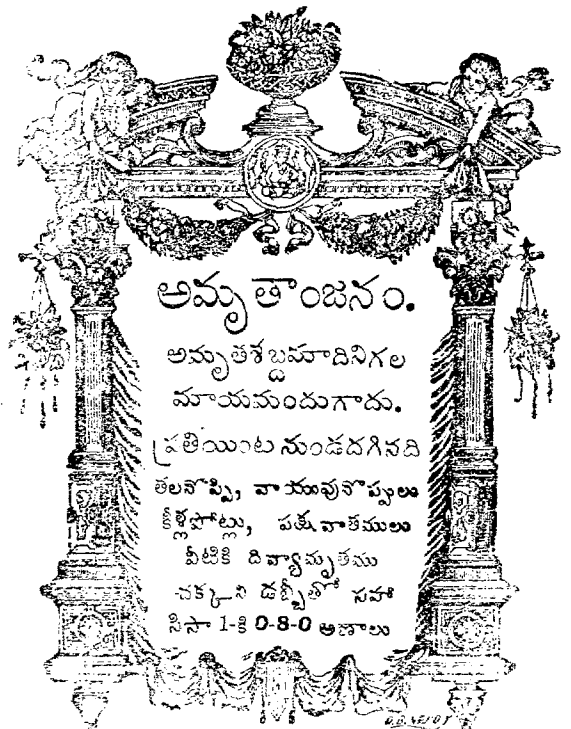 అమృతాంజనం.
అమృతశబ్దమాదినిగల
మాయమందుగాదు.
ప్రతియింట నుండదగినది
తలనొప్పి, వాయువునొప్పులు
కీళ్లపోట్లు, పక్షవాతములు
వీటికి దివ్యామృతము
చక్కని డబ్బీతో సహా
సీసా 1-కి 0-8-0 అణాలు